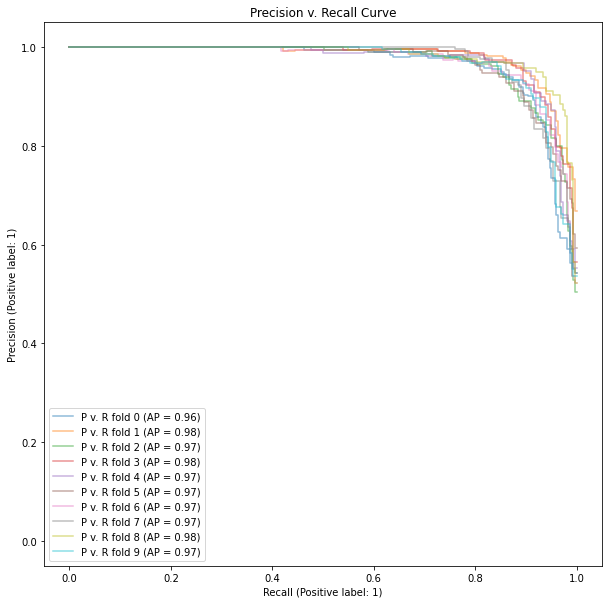 Precision v. Recall Curve
1.0
0.8
0.6
0.4
0.2
0.0
Precision (Positive label: 1)
P v. R fold 0 (AP = 0.96)
P v. R fold 1 (AP = 0.98)
P v. R fold 2 (AP = 0.97)
P v. R fold 3 (AP = 0.98)
P v. R fold 4 (AP = 0.97)
P v. R fold 5 (AP = 0.97)
P v. R fold 6 (AP = 0.97)
P v. R fold 7 (AP = 0.97)
P v. R fold 8 (AP = 0.98)
P v. R fold 9 (AP = 0.97)
0.0 0.2 0.4 0.6 0.8 1.0
Recall (Positive label: 1)